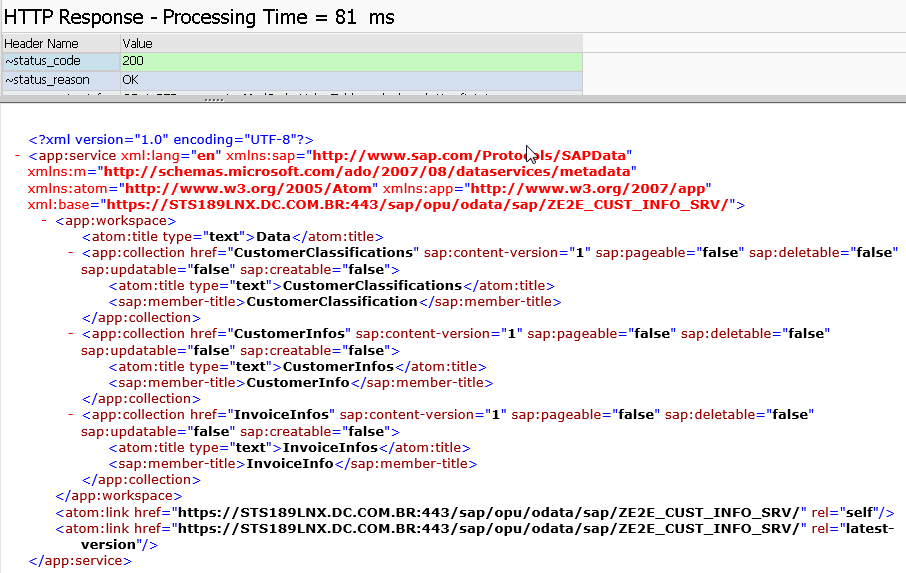 HTTP Response - Processing Time = 81 ms
Header Name Value
~status_code 200
~status_reason OK
<?xml version="1.0" encoding="UTF-8"?>
- <app:service xml:lang="en" xmlns:sap="http://www.sap.com/Protocols/SAPData"
xmlns:m="http://schemas.microsoft.com/ado/2007/08/dataservices/metadata"
xmlns:atom="http://www.w3.org/2005/Atom" xmlns:app="http://www.w3.org/2007/app"
xml:base="https://STS189LNX.DC.COM.BR:443/sap/opu/odata/sap/ZE2E_CUST_INFO_SRV/">
- <app:workspace>
<atom:title type="text">Data</atom:title>
- <app:collection href="CustomerClassifications" sap:content-version="1" sap:pageable="false" sap:deletable="false"
sap:updatable="false" sap:creatable="false">
<atom:title type="text">CustomerClassifications</atom:title>
<sap:member-title>CustomerClassification</sap:member-title>
</app:collection>
- <app:collection href="CustomerInfos" sap:content-version="1" sap:pageable="false" sap:deletable="false"
sap:updatable="false" sap:creatable="false">
<atom:title type="text">CustomerInfos</atom:title>
<sap:member-title>CustomerInfo</sap:member-title>
</app:collection>
- <app:collection href="InvoiceInfos" sap:content-version="1" sap:pageable="false" sap:deletable="false"
sap:updatable="false" sap:creatable="false">
<atom:title type="text">InvoiceInfos</atom:title>
<sap:member-title>InvoiceInfo</sap:member-title>
</app:collection>
</app:workspace>
<atom:link href="https://STS189LNX.DC.COM.BR:443/sap/opu/odata/sap/ZE2E_CUST_INFO_SRV/" rel="self"/>
<atom:link href="https://STS189LNX.DC.COM.BR:443/sap/opu/odata/sap/ZE2E_CUST_INFO_SRV/" rel="latest-
version"/>
</app:service>